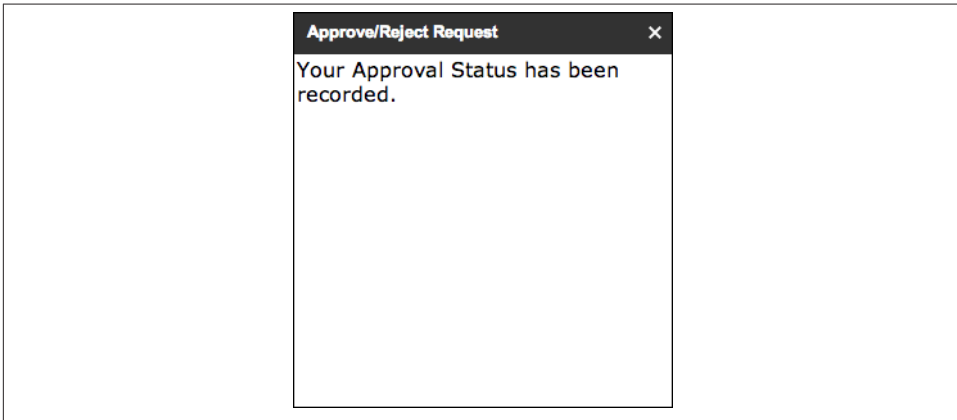 Approve/Reject Request ×
Your Approval Status has been
recorded.